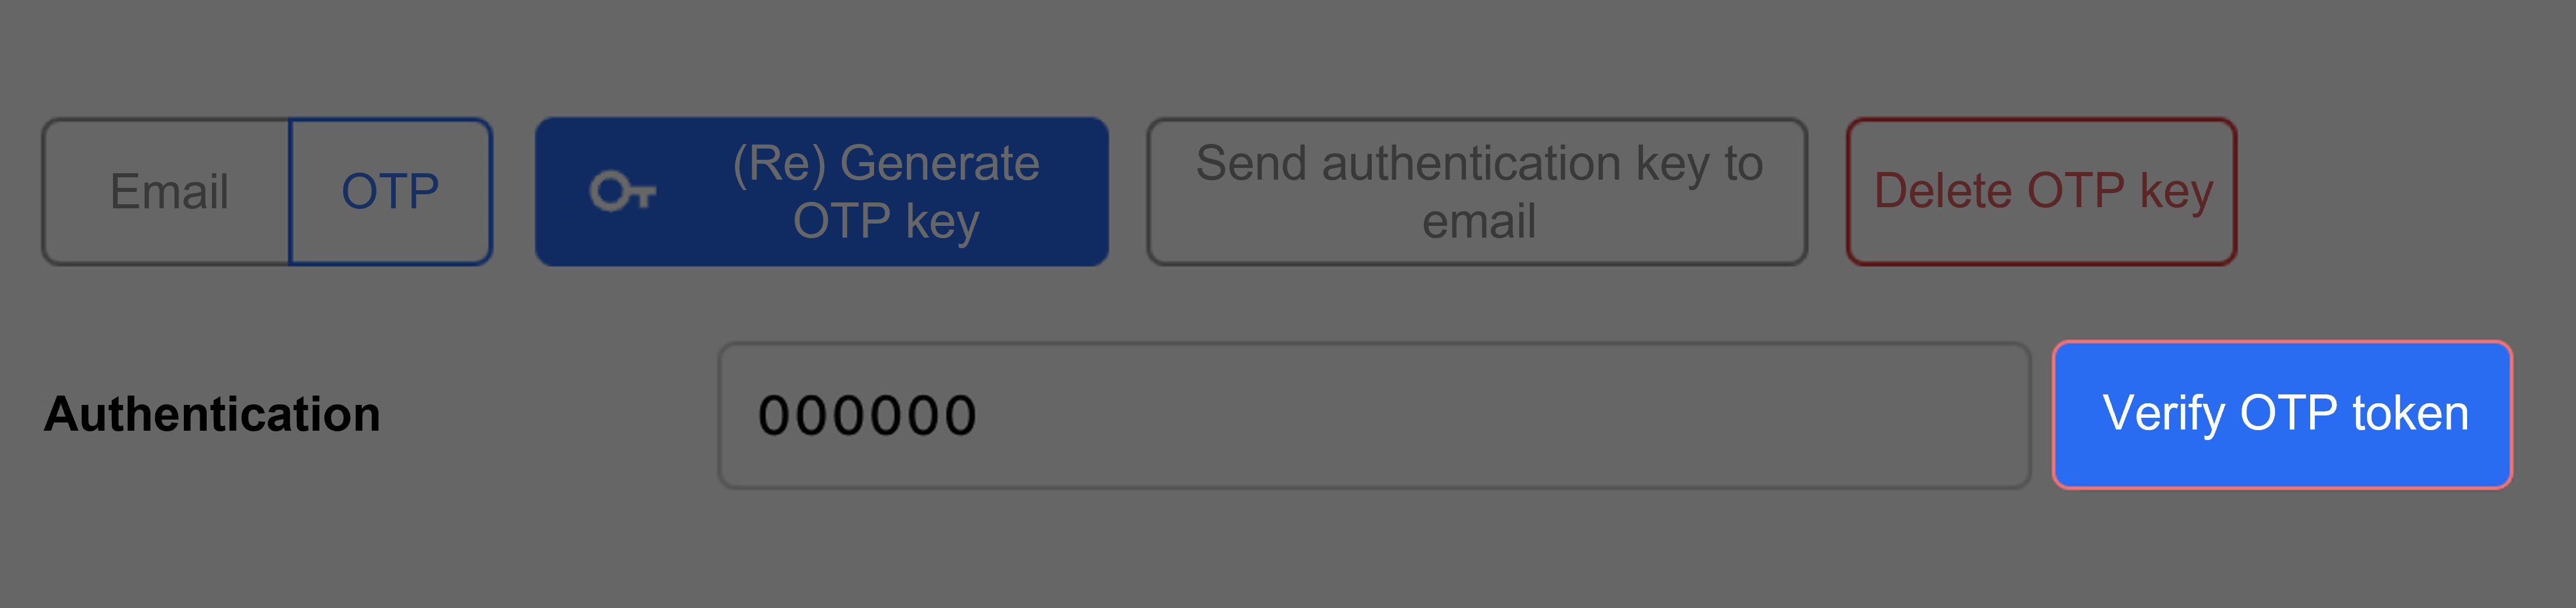 Email
OTP
(Re) Generate
OTP key
Send authentication key to
email
Delete OTP key
Authentication
000000
Verify OTP token